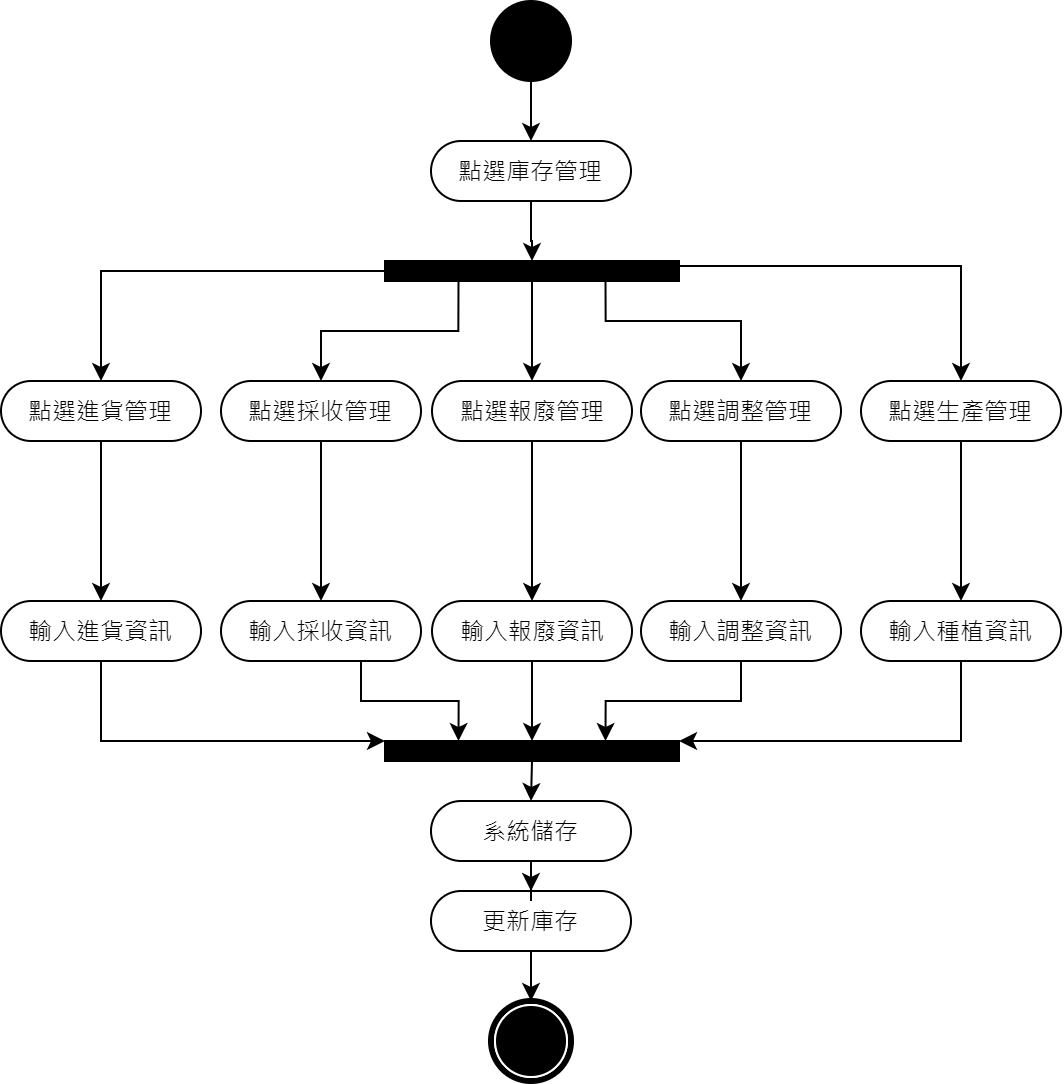 點選庫存管理
點選進貨管理
點選採收管理
點選報廢管理
點選調整管理
點選生產管理
輸入進貨資訊
輸入採收資訊
輸入報廢資訊
輸入調整資訊
輸入種植資訊
系統儲存
更新庫存